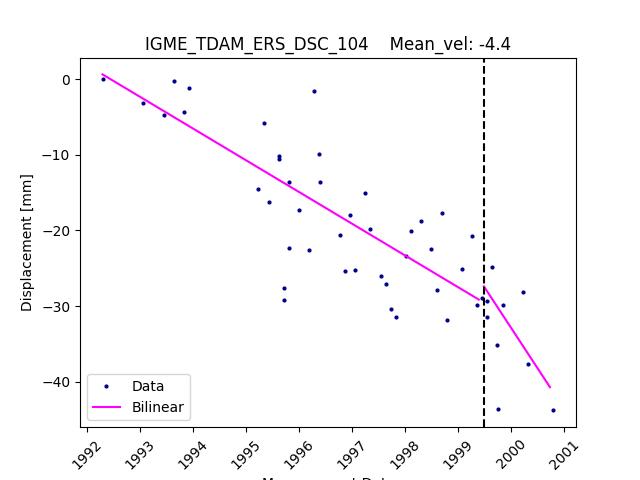 IGME_TDAM_ERS_DSC_104    Mean_vel: -4.4
Displacement [mm]
0
−10
−20
−30
−40
Data
Bilinear
1992 1993 1994 1995 1996 1997 1998 1999 2000 2001